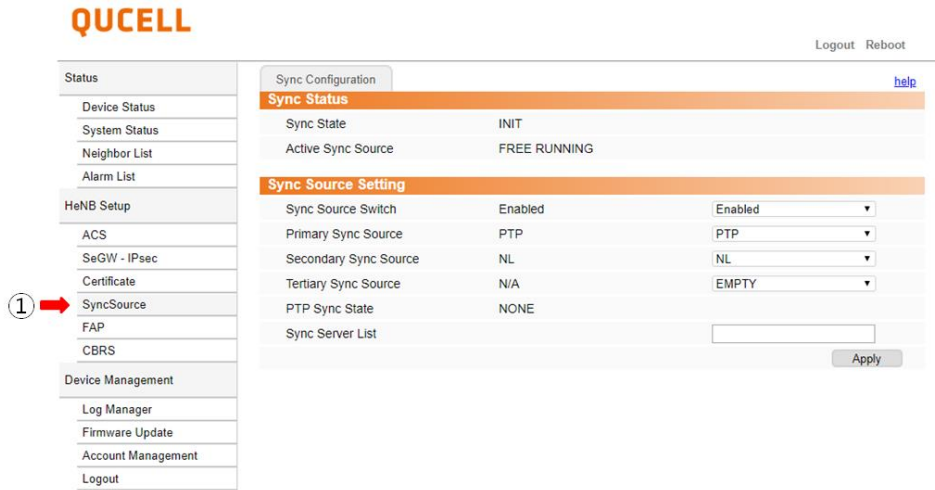 QUCELL
Logout Reboot
Status
Device Status
System Status
Neighbor List
Alarm List
HeNB Setup
ACS
SeGW - IPsec
Certificate
① SyncSource
FAP
CBRS
Device Management
Log Manager
Firmware Update
Account Management
Logout
Sync Configuration
help
Sync Status
Sync State INIT
Active Sync Source FREE RUNNING
Sync Source Setting
Sync Source Switch Enabled Enabled
Primary Sync Source PTP PTP
Secondary Sync Source NL NL
Tertiary Sync Source N/A EMPTY
PTP Sync State NONE
Sync Server List
Apply